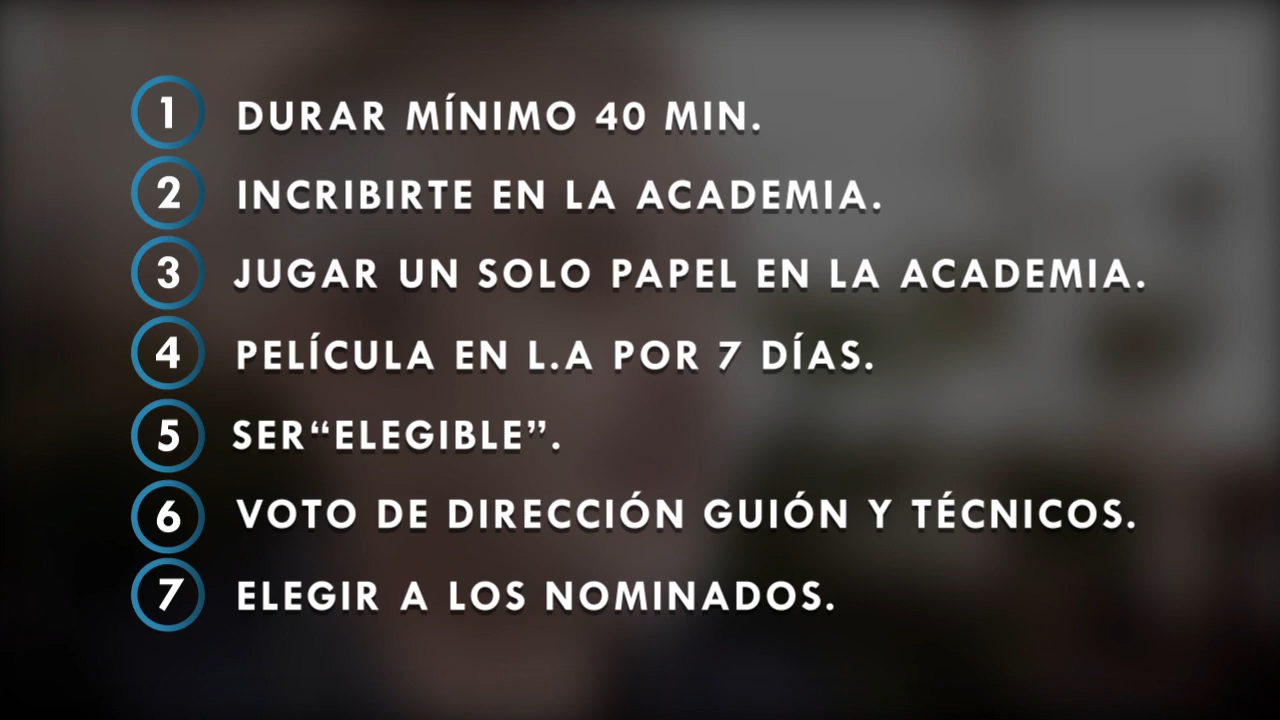 1 DURAR MÍNIMO 40 MIN.
2 INCRIBIRTE EN LA ACADEMIA.
3 JUGAR UN SOLO PAPEL EN LA ACADEMIA.
4 PELÍCULA EN L.A POR 7 DÍAS.
5 SER“ELEGIBLE”.
6 VOTO DE DIRECCIÓN GUIÓN Y TÉCNICOS.
7 ELEGIR A LOS NOMINADOS.